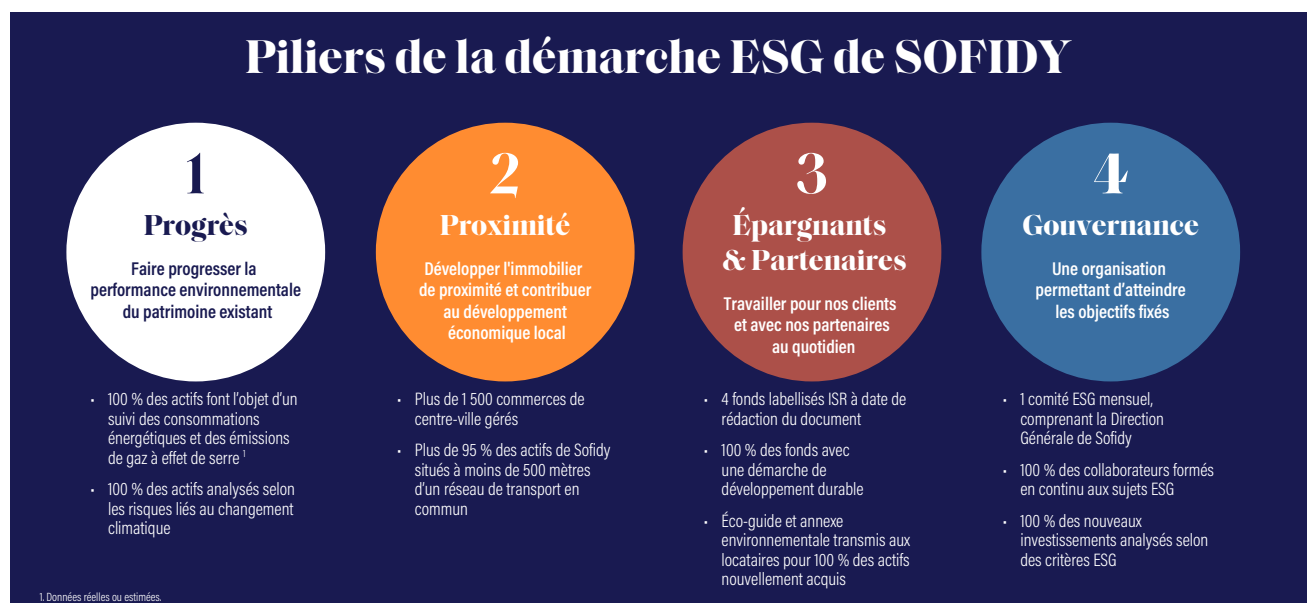 Piliers de la démarche ESG de SOFIDY
1
Progrès
Faire progresser la
performance environnementale
du patrimoine existant
• 100 % des actifs font l’objet d’un
suivi des consommations
énergétiques et des émissions
de gaz à effet de serre 1
• 100 % des actifs analysés selon
les risques liés au changement
climatique
2
Proximité
Développer l'immobilier
de proximité et contribuer
au développement
économique local
• Plus de 1 500 commerces de
centre-ville gérés
• Plus de 95 % des actifs de Sofidy
situés à moins de 500 mètres
d’un réseau de transport en
commun
3
Épargnants
& Partenaires
Travailler pour nos clients
et avec nos partenaires
au quotidien
• 4 fonds labellisés ISR à date de
rédaction du document
• 100 % des fonds avec
une démarche de
développement durable
• Éco-guide et annexe
environnementale transmis aux
locataires pour 100 % des actifs
nouvellement acquis
4
Gouvernance
Une organisation
permettant d’atteindre
les objectifs fixés
• 1 comité ESG mensuel,
comprenant la Direction
Générale de Sofidy
• 100 % des collaborateurs formés
en continu aux sujets ESG
• 100 % des nouveaux
investissements analysés selon
des critères ESG
1. Données réelles ou estimées.